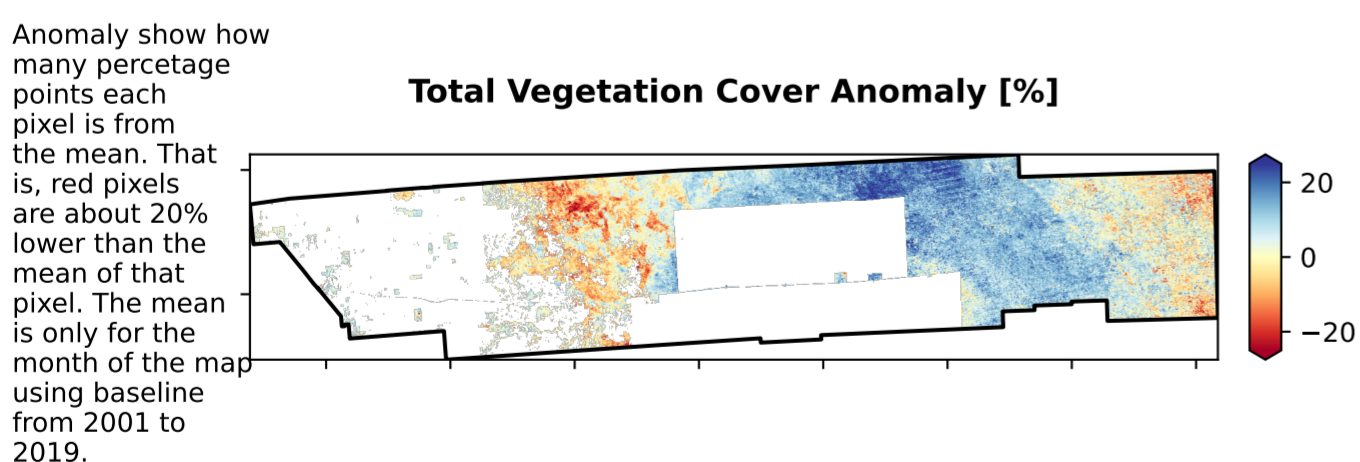 Anomaly show how
many percetage
points each
pixel is from
the mean. That
is, red pixels
are about 20%
lower than the
mean of that
pixel. The mean
is only for the
month of the map
using baseline
from 2001 to
2019.
Total Vegetation Cover Anomaly [%]
20
0
−20